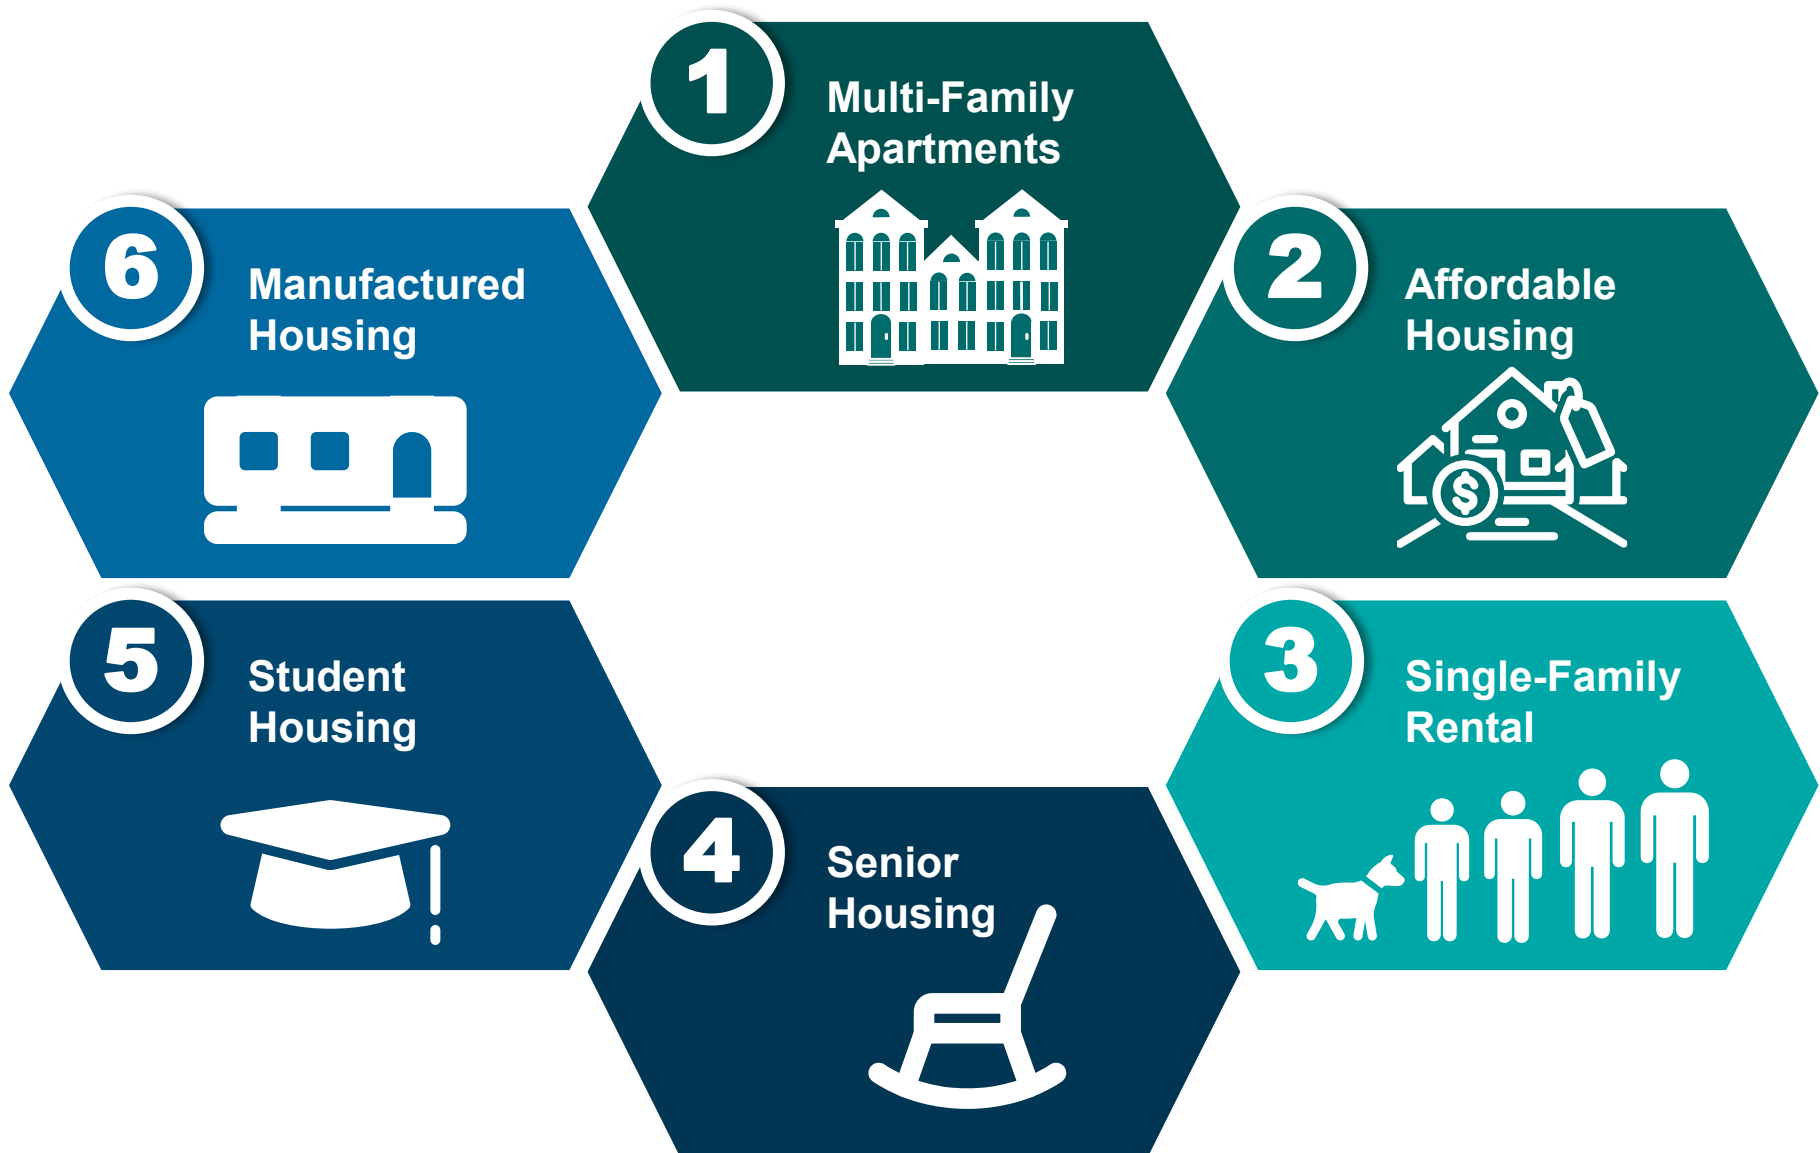 1
Multi-Family
Apartments
2
Affordable
Housing
$
3
Single-Family
Rental
4
Senior
Housing
5
Student
Housing
6
Manufactured
Housing